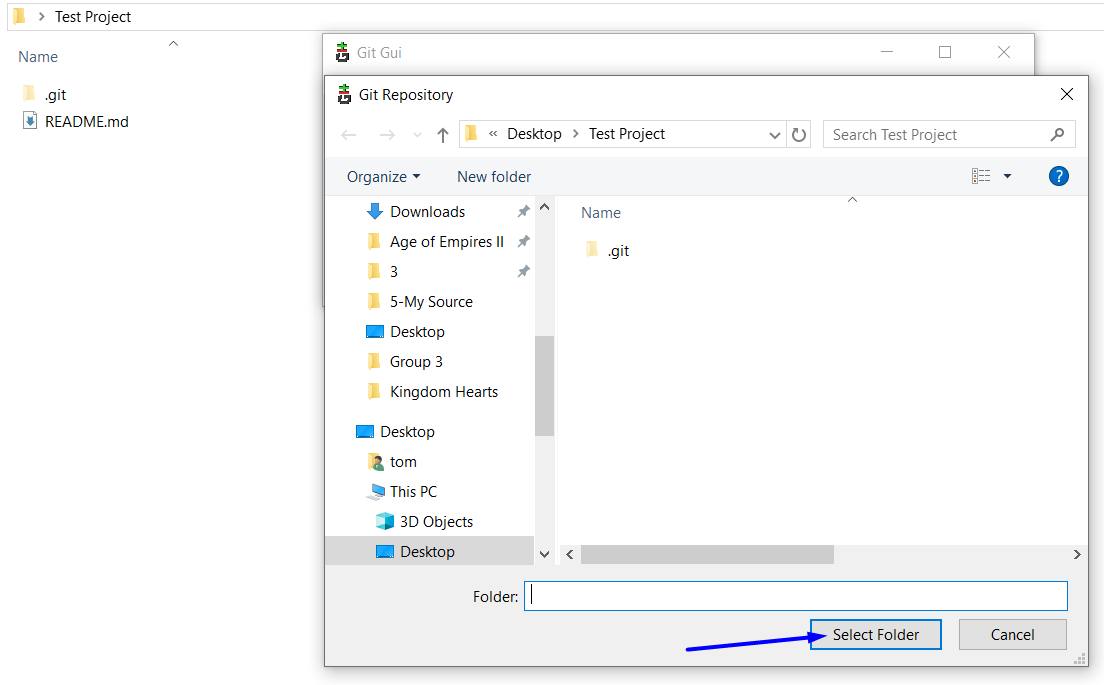 Test Project
Name
.git
README.md
Git Gui
Git Repository
« Desktop > Test Project
Search Test Project
Organize
New folder
?
Downloads
Age of Empires II
3
5-My Source
Desktop
Group 3
Kingdom Hearts
Desktop
tom
This PC
3D Objects
Desktop
Name
.git
Folder:
Select Folder
Cancel